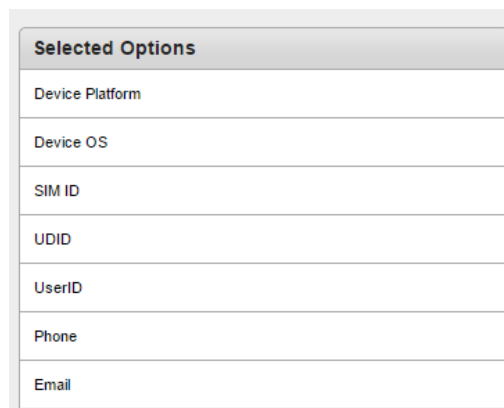 Selected Options
Device Platform
Device OS
SIM ID
UDID
UserID
Phone
Email